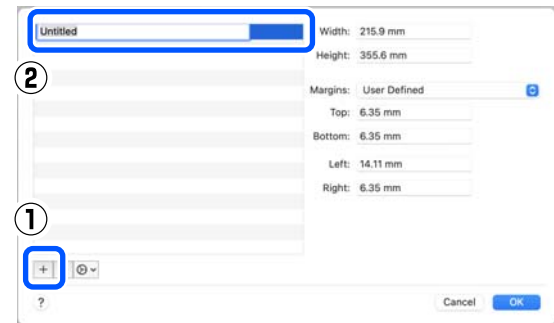 Untitled
Width: 215.9 mm
Height: 355.6 mm
2
Margins: User Defined
Top: 6.35 mm
Bottom: 6.35 mm
Left: 14.11 mm
Right: 6.35 mm
1
+
?
Cancel OK